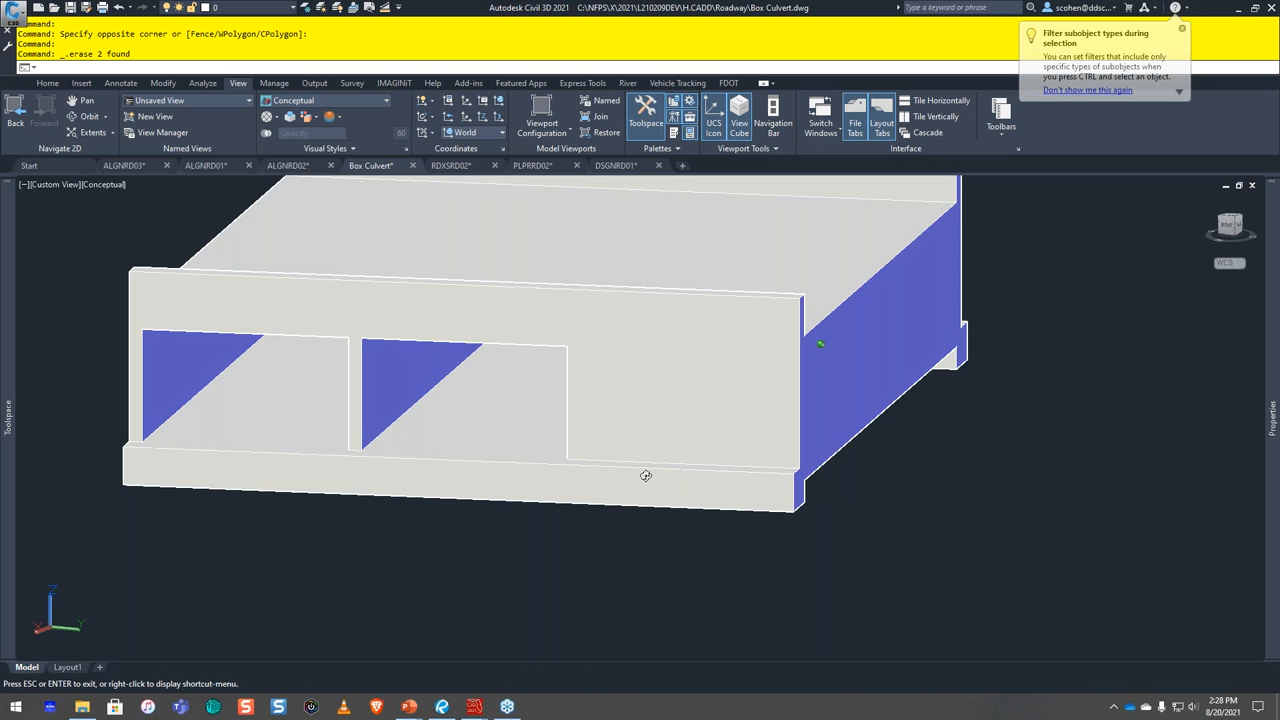 Autodesk Civil 3D 2021 C:\NFPS\X\2021\L210209DEV\H.CADD\Roadway\Box Culvert.dwg
Type a keyword or phrase
scohen@ddsc...
0
C3D
Command:
Command: Specify opposite corner or [Fence/WPolygon/CPolygon]:
Command:
Command: _.erase 2 found
Filter subobject types during selection
You can set filters that include only
specific types of subobjects when
you press CTRL and select an object.
Don't show me this again
Home Insert Annotate Modify Analyze View Manage Output Survey IMAGINiT Help Add-ins Featured Apps Express Tools River Traffic Vehicle FDOT
Back
Pan
Orbit
Extents
Navigate 2D
Unsaved View
New View
View Manager
Named Views
Conceptual
Opacity 60
Visual Styles
World
Coordinates
Viewport
Configuration
Named
Join
Restore
Model Viewports
Toolspace
Palettes
UCS
Icon
View
Cube
Navigation
Bar
Viewport Tools
Switch
Windows
File
Tabs
Layout
Tabs
Tile Horizontally
Tile Vertically
Cascade
Interface
Toolbars
Start ALGNRD03* ALGNRD01* ALGNRD02* Box Culvert* RDXSRD02* PLPRRD02* DSGNRD01*
[−][Custom View][Conceptual]
WCS
Toolspace
Properties
Z
X
Y
Model Layout1
Press ESC or ENTER to exit, or right-click to display shortcut-menu.
2:28 PM
8/20/2021